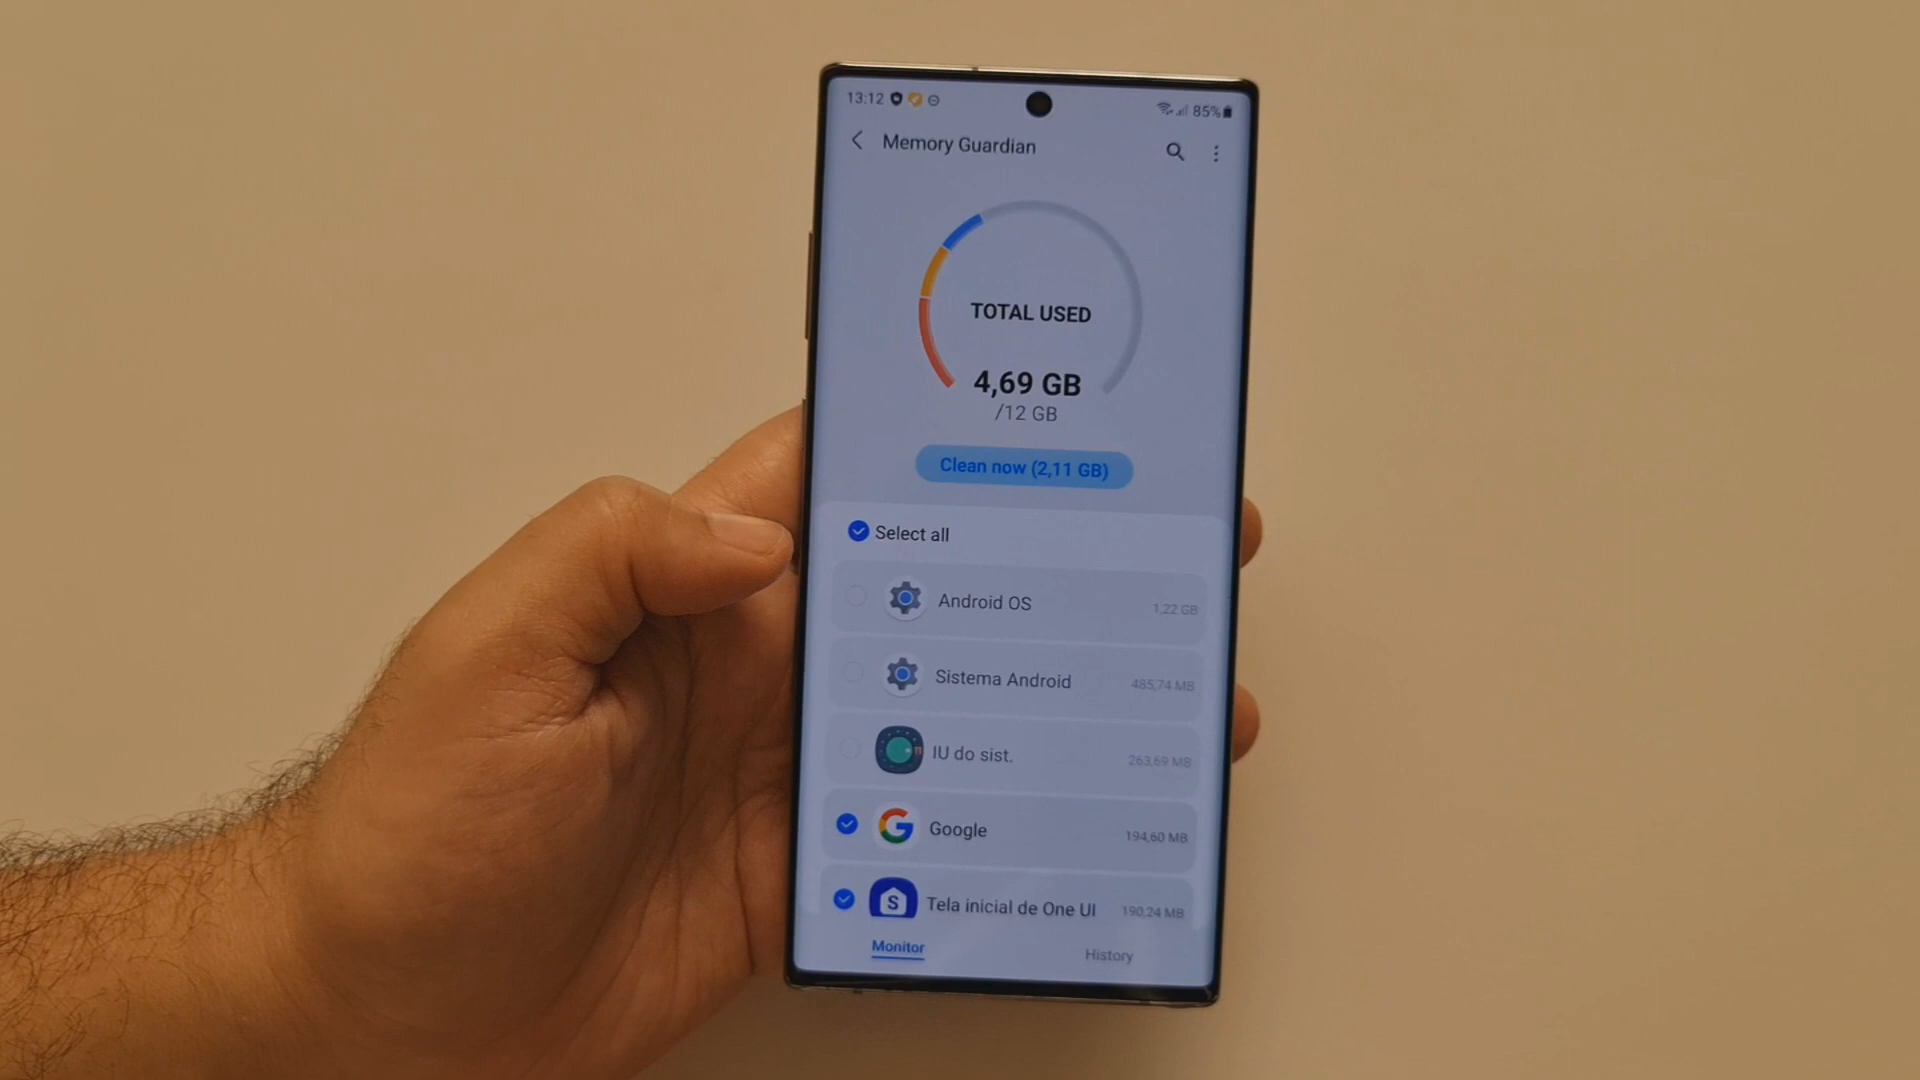 13:12
85%
Memory Guardian
TOTAL USED
4,69 GB
/12 GB
Clean now (2,11 GB)
Select all
Android OS 1,22 GB
Sistema Android 485,74 MB
IU do sist. 263,69 MB
Google 194,60 MB
S Tela inicial de One UI 190,24 MB
Monitor History